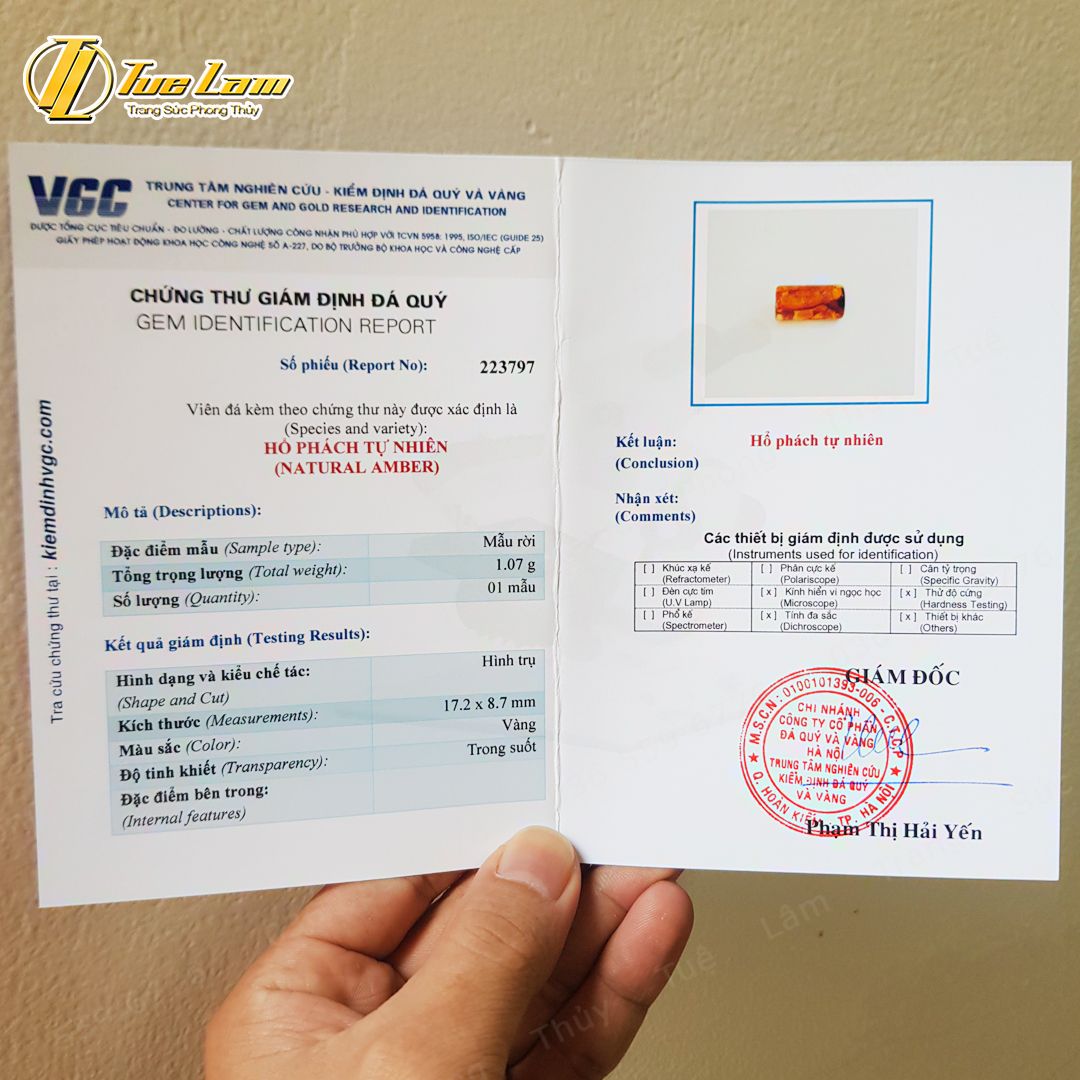 TL Tue Lam
Trang Sức Phong Thủy
VGC
TRUNG TÂM NGHIÊN CỨU - KIỂM ĐỊNH ĐÁ QUÝ VÀ VÀNG
CENTER FOR GEM AND GOLD RESEARCH AND IDENTIFICATION
ĐƯỢC TỔNG CỤC TIÊU CHUẨN - ĐO LƯỜNG - CHẤT LƯỢNG CÔNG NHẬN PHÙ HỢP VỚI TCVN 5958: 1995, ISO/IEC (GUIDE 25)
GIẤY PHÉP HOẠT ĐỘNG KHOA HỌC CÔNG NGHỆ SỐ A-227, DO BỘ TRƯỞNG BỘ KHOA HỌC VÀ CÔNG NGHỆ CẤP
CHỨNG THƯ GIÁM ĐỊNH ĐÁ QUÝ
GEM IDENTIFICATION REPORT
Số phiếu (Report No): 223797
Viên đá kèm theo chứng thư này được xác định là
(Species and variety):
HỔ PHÁCH TỰ NHIÊN
(NATURAL AMBER)
Mô tả (Descriptions):
Đặc điểm mẫu (Sample type): Mẫu rời
Tổng trọng lượng (Total weight): 1.07 g
Số lượng (Quantity): 01 mẫu
Kết quả giám định (Testing Results):
Hình dạng và kiểu chế tác: Hình trụ
(Shape and Cut)
Kích thước (Measurements): 17.2 x 8.7 mm
Màu sắc (Color): Vàng
Độ tinh khiết (Transparency): Trong suốt
Đặc điểm bên trong:
(Internal features)
Tra cứu chứng thư tại : kiemdinhvgc.com
Kết luận: Hổ phách tự nhiên
(Conclusion)
Nhận xét:
(Comments)
Các thiết bị giám định được sử dụng
(Instruments used for identification)
[ ] Khúc xạ kế [ ] Phân cực kế [ ] Cân tỷ trọng
(Refractometer) (Polariscope) (Specific Gravity)
[ ] Đèn cực tím [x] Kính hiển vi ngọc học [x] Thử độ cứng
(U.V Lamp) (Microscope) (Hardness Testing)
[ ] Phổ kế [x] Tính đa sắc [x] Thiết bị khác
(Spectrometer) (Dichroscope) (Others)
GIÁM ĐỐC
M.S.C.N: 0100101393-006 - C.T.C.P
CHI NHÁNH
CÔNG TY CỔ PHẦN
ĐÁ QUÝ VÀ VÀNG
HÀ NỘI
TRUNG TÂM NGHIÊN CỨU
KIỂM ĐỊNH ĐÁ QUÝ
VÀ VÀNG
Q. HOÀN KIẾM - TP. HÀ NỘI
Phạm Thị Hải Yến